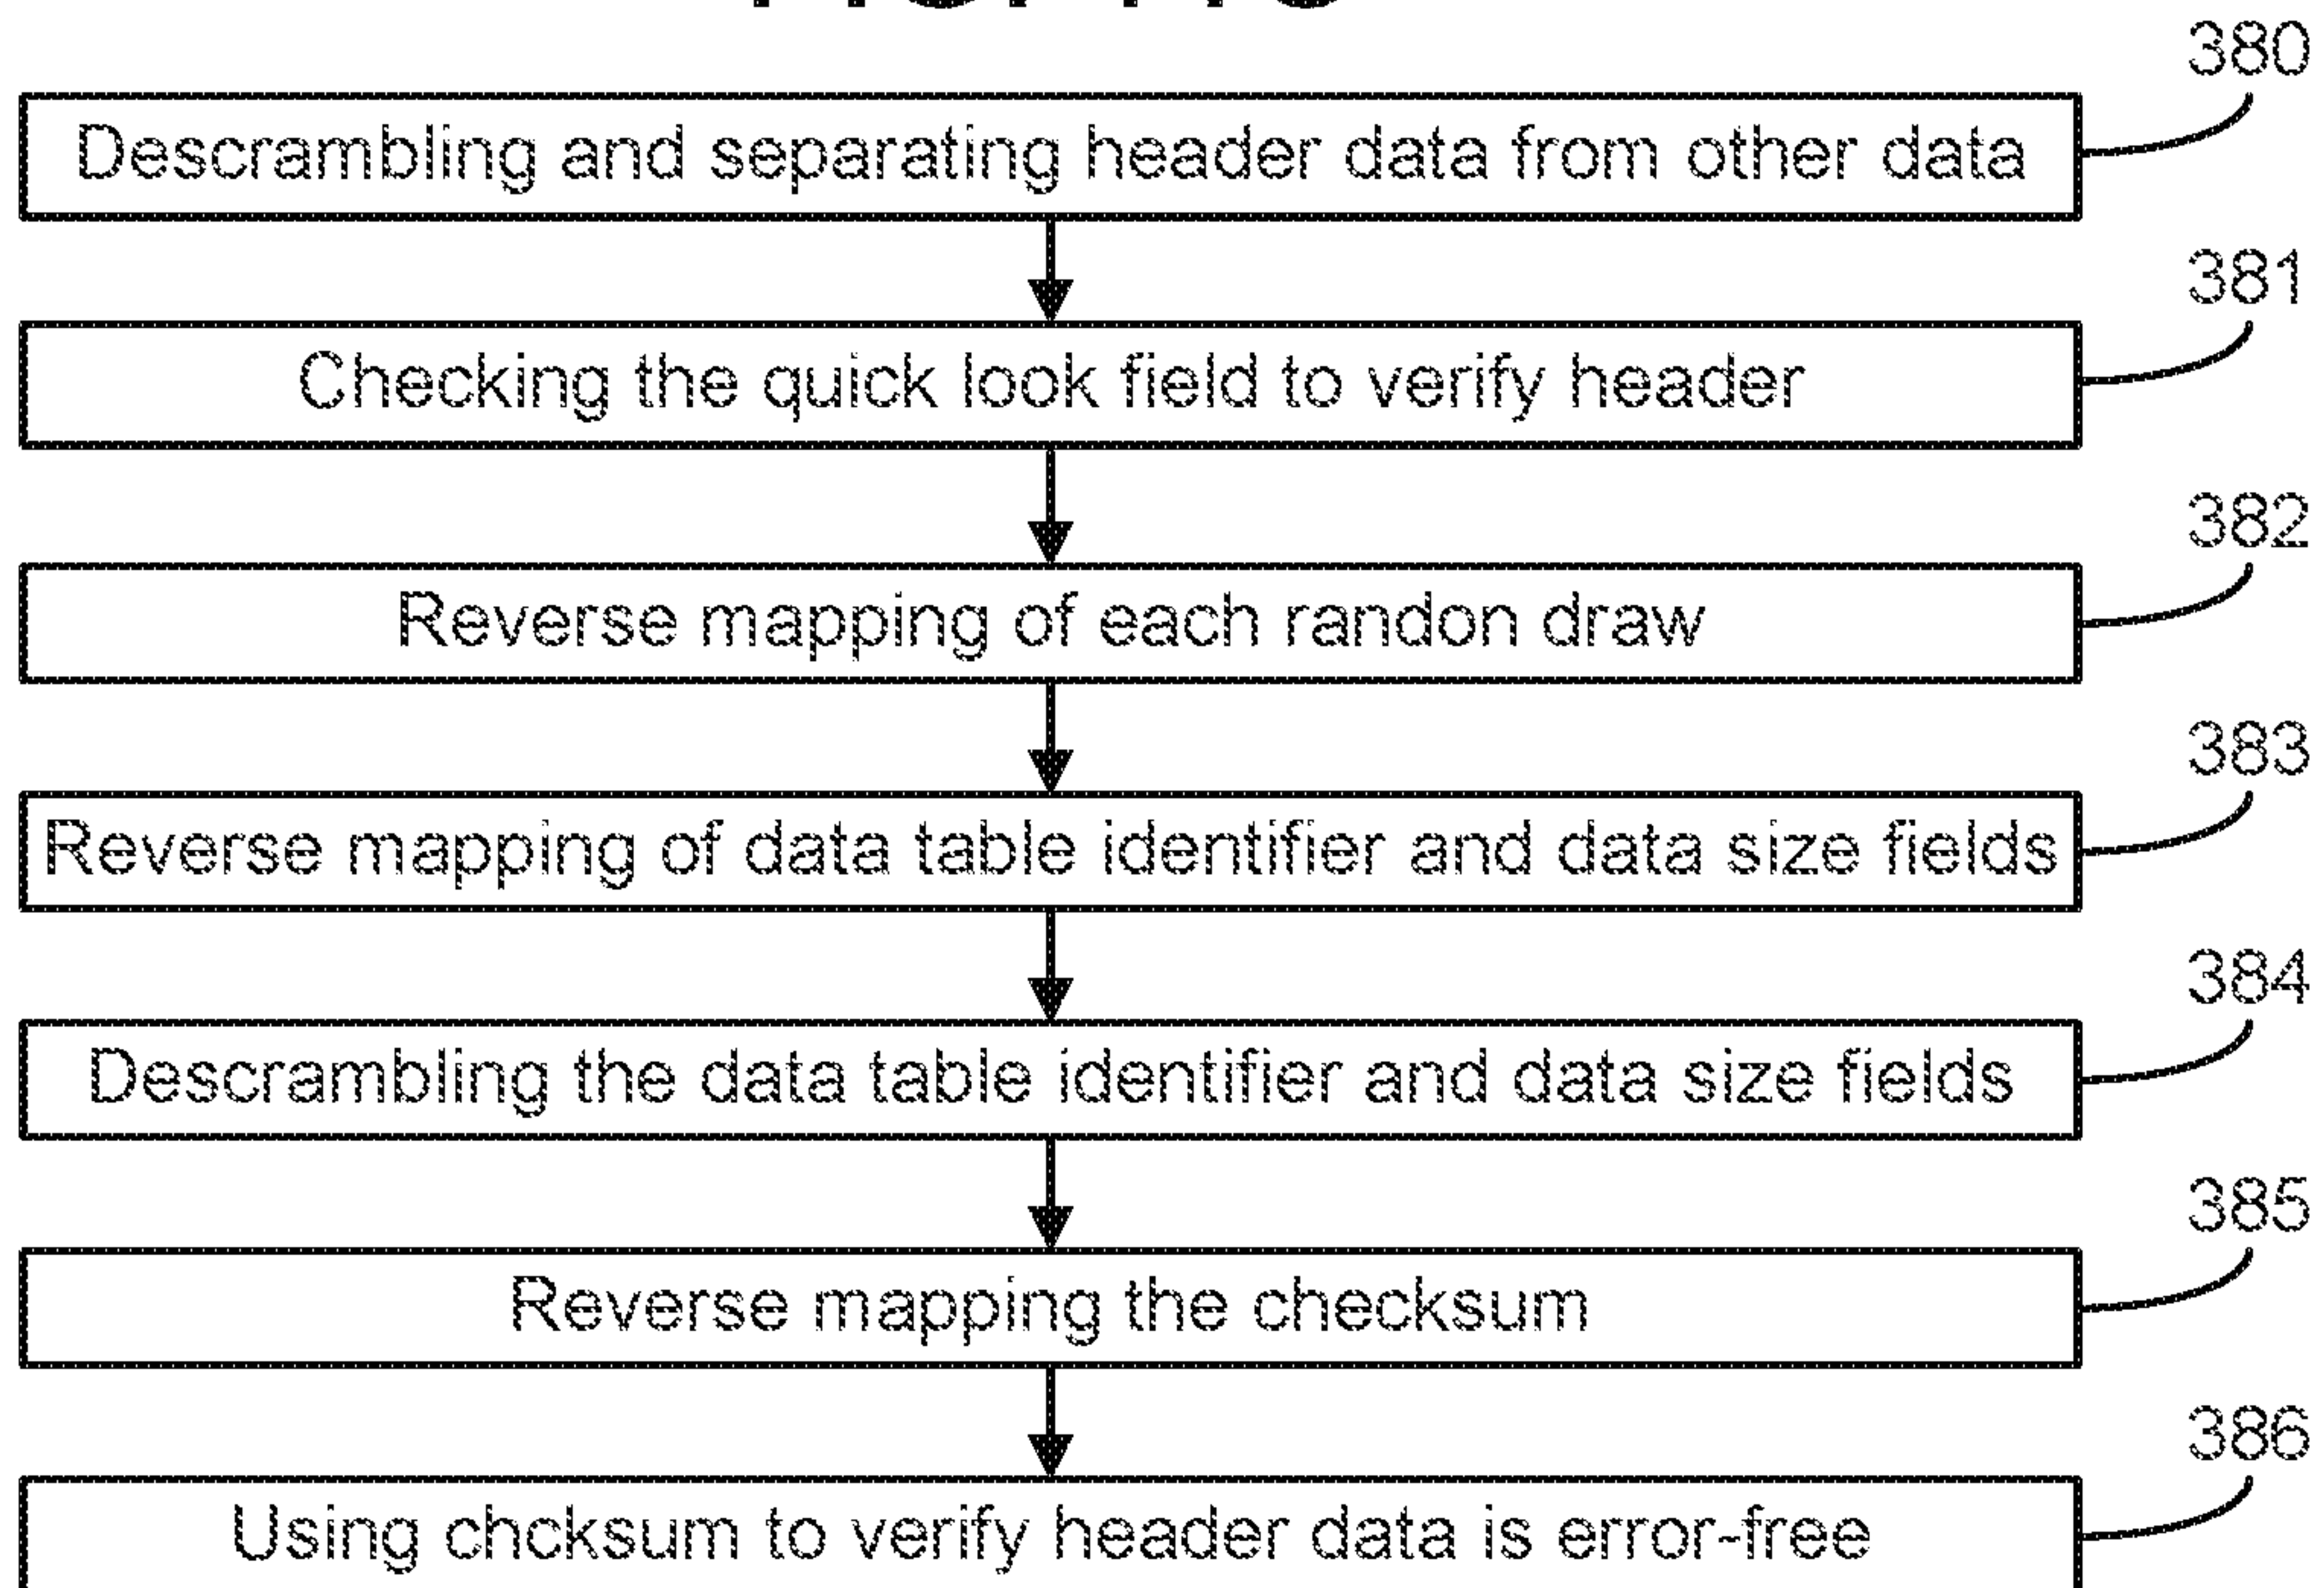 380
Descrambling and separating header data from other data
381
Checking the quick look field to verify header
382
Reverse mapping of each randon draw
383
Reverse mapping of data table identifier and data size fields
384
Descrambling the data table identifier and data size fields
385
Reverse mapping the checksum
386
Using chcksum to verify header data is error-free